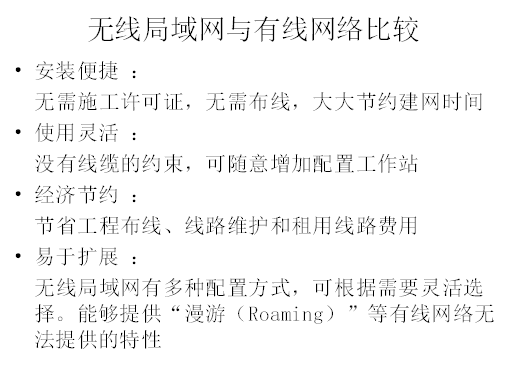 无线局域网与有线网络比较
• 安装便捷 ：
无需施工许可证，无需布线，大大节约建网时间
• 使用灵活 ：
没有线缆的约束，可随意增加配置工作站
• 经济节约 ：
节省工程布线、线路维护和租用线路费用
• 易于扩展 ：
无线局域网有多种配置方式，可根据需要灵活选
择。能够提供“漫游（Roaming）”等有线网络无
法提供的特性